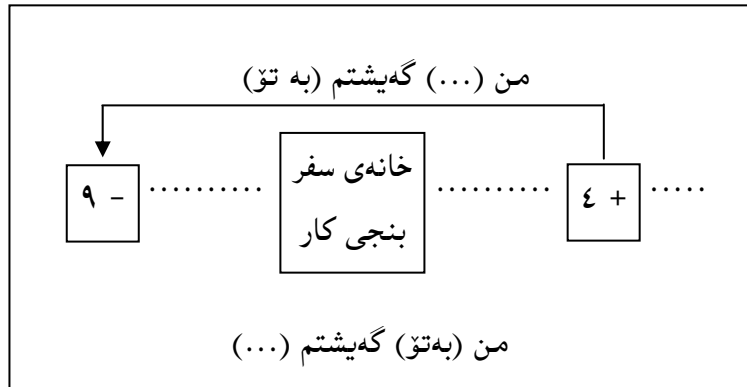 من (...) گەیشتم (بە تۆ)
..... + ٤ .......... خانەی سفر .......... - ٩
بنجی کار
من (بەتۆ) گەیشتم (...)